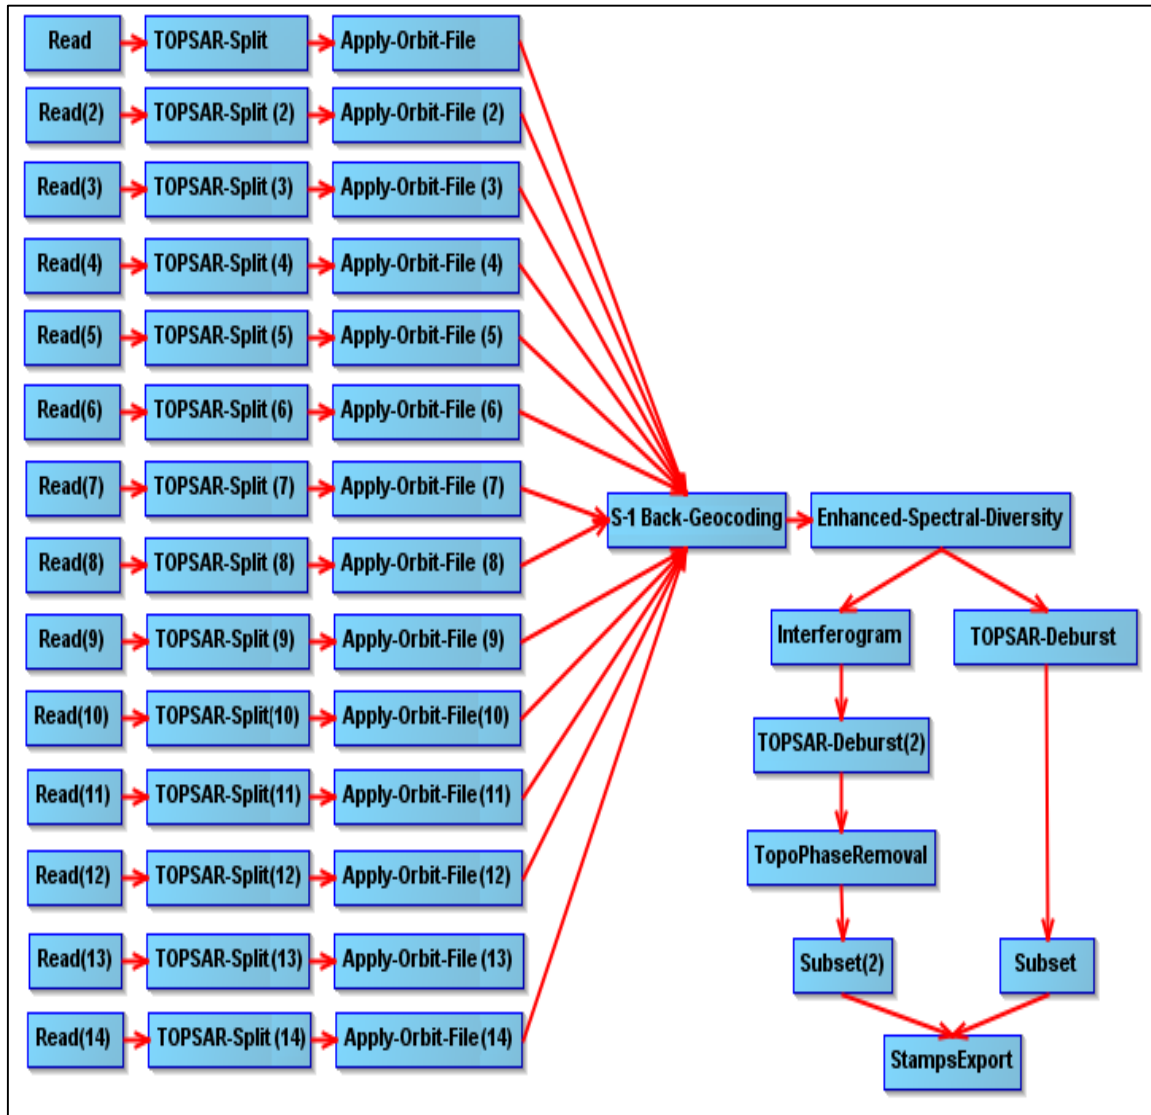 Read TOPSAR-Split Apply-Orbit-File
Read(2) TOPSAR-Split (2) Apply-Orbit-File (2)
Read(3) TOPSAR-Split (3) Apply-Orbit-File (3)
Read(4) TOPSAR-Split (4) Apply-Orbit-File (4)
Read(5) TOPSAR-Split (5) Apply-Orbit-File (5)
Read(6) TOPSAR-Split (6) Apply-Orbit-File (6)
Read(7) TOPSAR-Split (7) Apply-Orbit-File (7)
Read(8) TOPSAR-Split (8) Apply-Orbit-File (8)
Read(9) TOPSAR-Split (9) Apply-Orbit-File (9)
Read(10) TOPSAR-Split(10) Apply-Orbit-File(10)
Read(11) TOPSAR-Split(11) Apply-Orbit-File(11)
Read(12) TOPSAR-Split(12) Apply-Orbit-File(12)
Read(13) TOPSAR-Split(13) Apply-Orbit-File (13)
Read(14) TOPSAR-Split (14) Apply-Orbit-File(14)
S-1 Back-Geocoding Enhanced-Spectral-Diversity
Interferogram TOPSAR-Deburst
TOPSAR-Deburst(2)
TopoPhaseRemoval
Subset(2) Subset
StampsExport